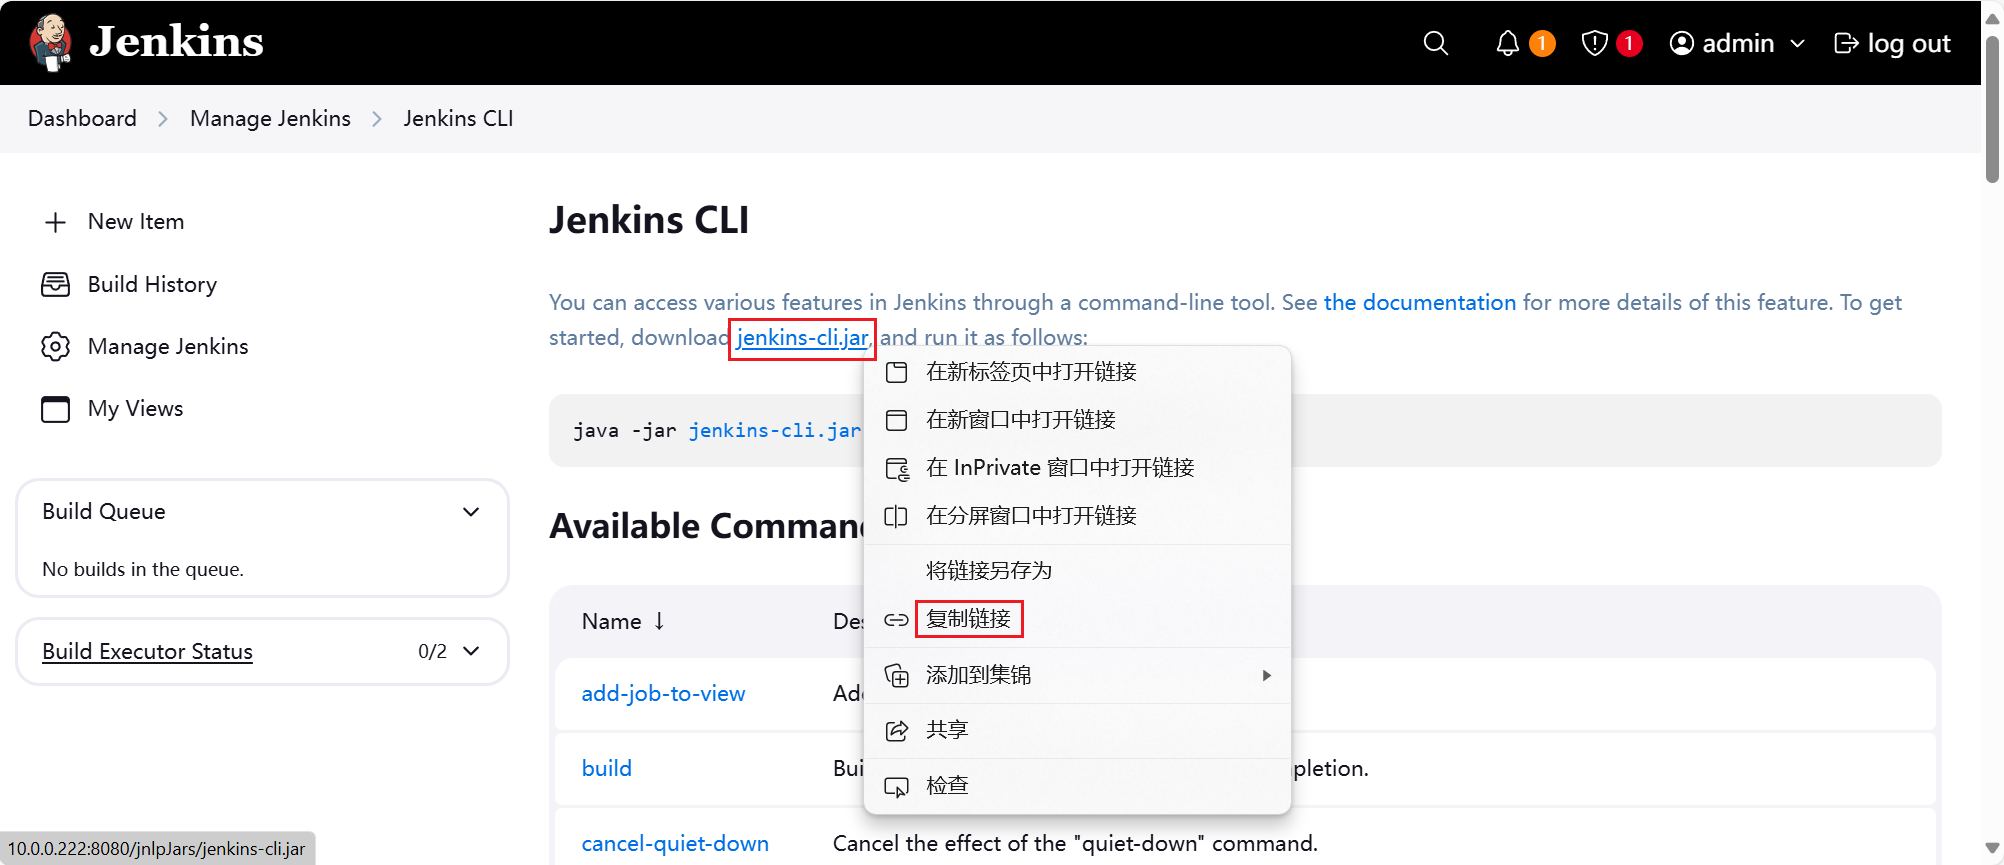 Jenkins
1
1
admin
log out
Dashboard
Manage Jenkins
Jenkins CLI
New Item
Build History
Manage Jenkins
My Views
Build Queue
No builds in the queue.
Build Executor Status
0/2
Jenkins CLI
You can access various features in Jenkins through a command-line tool. See the documentation for more details of this feature. To get
started, download jenkins-cli.jar, and run it as follows:
java -jar jenkins-cli.jar
Available
Name ↓
add-job-to-view
build
pletion.
cancel-quiet-down
Cancel the effect of the "quiet-down" command.
在新标签页中打开链接
在新窗口中打开链接
在 InPrivate 窗口中打开链接
在分屏窗口中打开链接
将链接另存为
复制链接
添加到集锦
共享
检查
10.0.0.222:8080/jnlpJars/jenkins-cli.jar